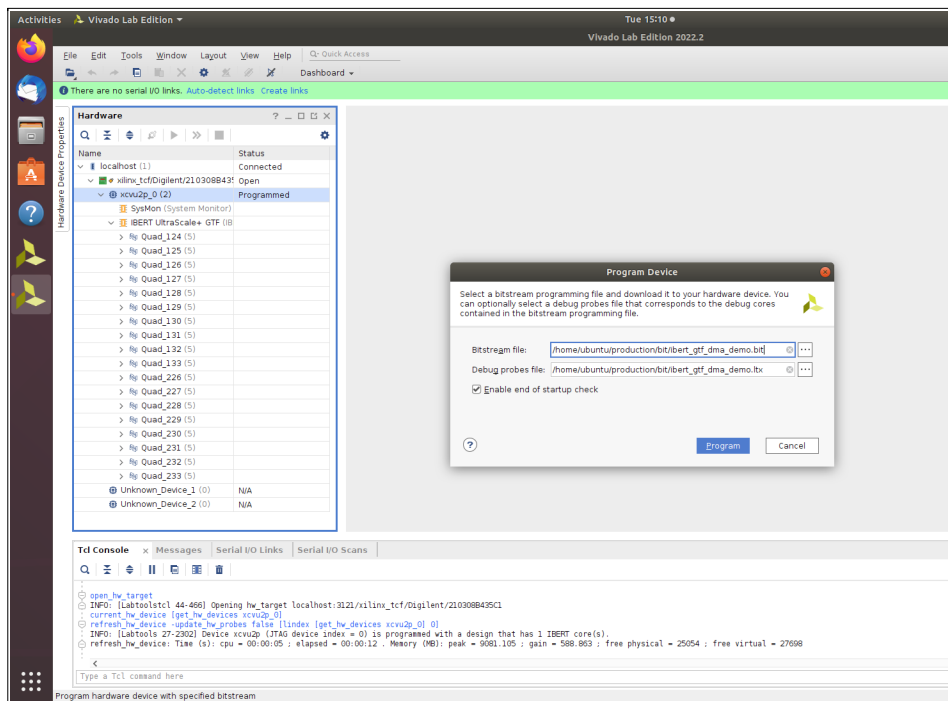 Activities
Vivado Lab Edition
Tue 15:10
Vivado Lab Edition 2022.2
File Edit Tools Window Layout View Help
Q- Quick Access
Dashboard
There are no serial I/O links. Auto-detect links Create links
Hardware Device Properties
Hardware
? _
Name Status
localhost (1) Connected
xilinx_tcf/Digilent/210308B435 Open
xcvu2p_0 (2) Programmed
SysMon (System Monitor)
IBERT UltraScale+ GTF (IB
Quad_124 (5)
Quad_125 (5)
Quad_126 (5)
Quad_127 (5)
Quad_128 (5)
Quad_129 (5)
Quad_130 (5)
Quad_131 (5)
Quad_132 (5)
Quad_133 (5)
Quad_226 (5)
Quad_227 (5)
Quad_228 (5)
Quad_229 (5)
Quad_230 (5)
Quad_231 (5)
Quad_232 (5)
Quad_233 (5)
Unknown_Device_1 (0) N/A
Unknown_Device_2 (0) N/A
Program Device
Select a bitstream programming file and download it to your hardware device. You
can optionally select a debug probes file that corresponds to the debug cores
contained in the bitstream programming file.
Bitstream file: /home/ubuntu/production/bit/ibert_gtf_dma_demo.bit
Debug probes file: /home/ubuntu/production/bit/ibert_gtf_dma_demo.ltx
Enable end of startup check
?
Program
Cancel
Tcl Console x Messages Serial I/O Links Serial I/O Scans
open_hw_target
INFO: [Labtoolstcl 44-466] Opening hw_target localhost:3121/xilinx_tcf/Digilent/210308B435C1
current_hw_device [get_hw_devices xcvu2p_0]
refresh_hw_device -update_hw_probes false [lindex [get_hw_devices xcvu2p_0] 0]
INFO: [Labtools 27-2302] Device xcvu2p (JTAG device index = 0) is programmed with a design that has 1 IBERT core(s).
refresh_hw_device: Time (s): cpu = 00:00:05 ; elapsed = 00:00:12 . Memory (MB): peak = 9081.105 ; gain = 588.863 ; free physical = 25054 ; free virtual = 27698
Type a Tcl command here
Program hardware device with specified bitstream